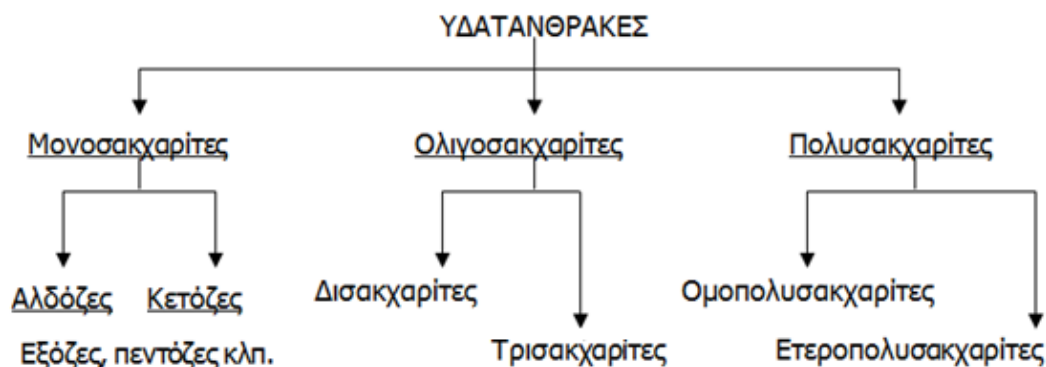 ΥΔΑΤΑΝΘΡΑΚΕΣ
Μονοσακχαρίτες Ολιγοσακχαρίτες Πολυσακχαρίτες
Αλδόζες Κετόζες Δισακχαρίτες Ομοπολυσακχαρίτες
Εξόζες, πεντόζες κλπ. Τρισακχαρίτες Ετεροπολυσακχαρίτες